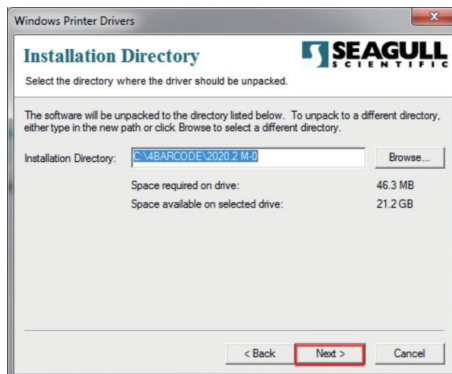 Windows Printer Drivers
Installation Directory
SEAGULL
SCIENTIFIC
Select the directory where the driver should be unpacked.
The software will be unpacked to the directory listed below. To unpack to a different directory,
either type in the new path or click Browse to select a different directory.
Installation Directory: C:\4BARCODE\2020.2 M-0 Browse...
Space required on drive: 46.3 MB
Space available on selected drive: 21.2 GB
< Back Next > Cancel